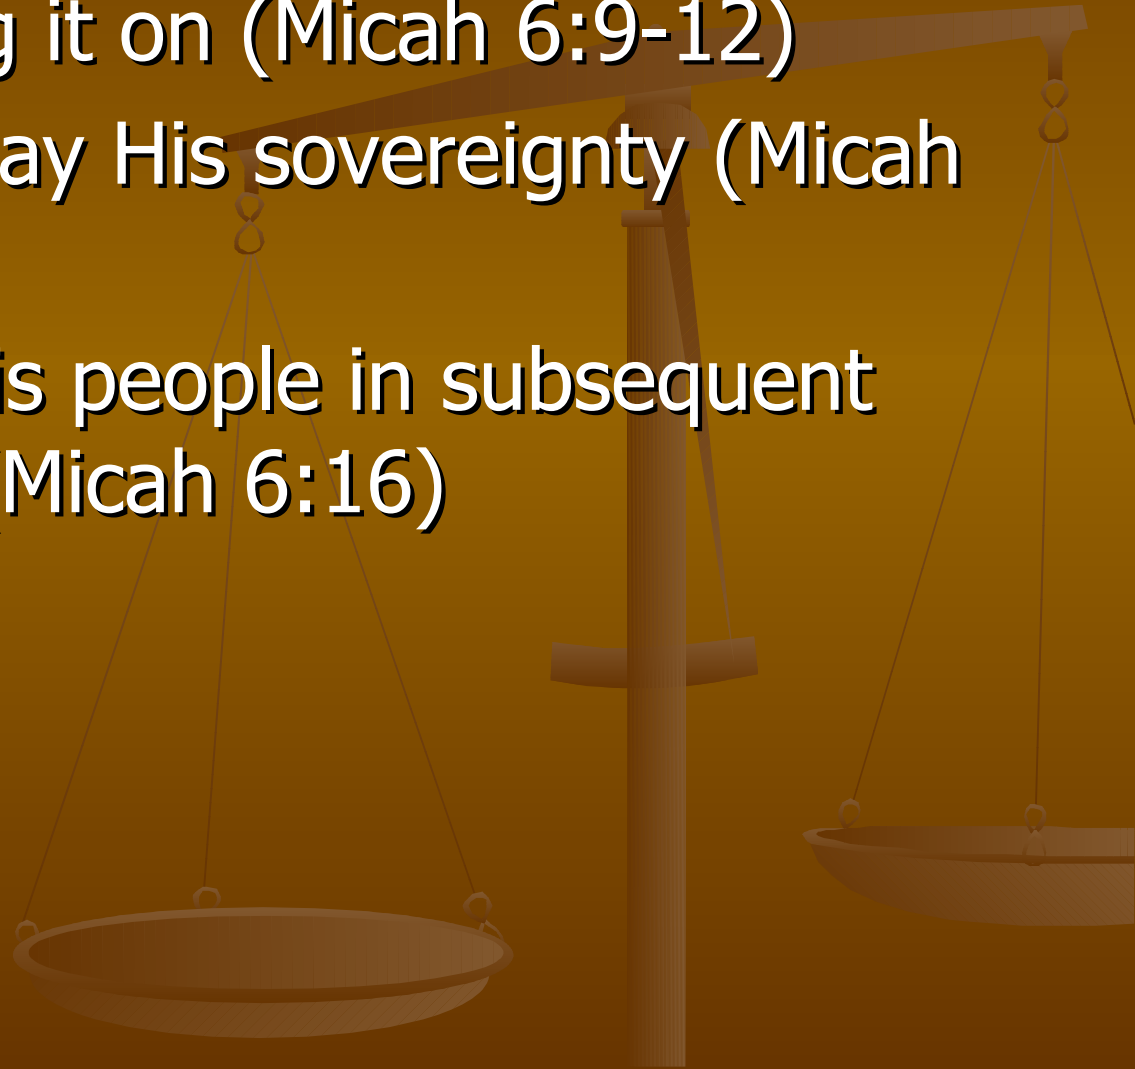 g it on (Micah 6:9-12)
ay His sovereignty (Micah
is people in subsequent
(Micah 6:16)